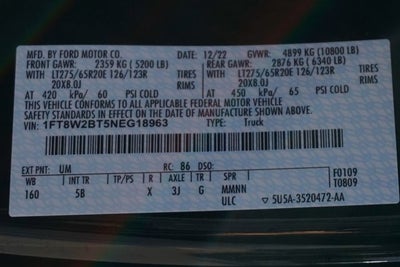 MFD. BY FORD MOTOR CO. 12/22 GVWR: 4899 KG (10800 LB)
FRONT GAWR: 2359 KG ( 5200 LB) REAR GAWR: 2876 KG ( 6340 LB)
WITH LT275/65R20E 126/123R TIRES WITH LT275/65R20E 126/123R TIRES
20X8.0J RIMS 20X8.0J RIMS
AT 420 kPa/ 60 PSI COLD AT 450 kPa/ 65 PSI COLD
THIS VEHICLE CONFORMS TO ALL APPLICABLE FEDERAL MOTOR VEHICLE
SAFETY STANDARDS IN EFFECT ON THE DATE OF MANUFACTURE SHOWN ABOVE.
VIN: 1FT8W2BT5NEG18963 TYPE: Truck
EXT PNT: UM RC: 86 DSO: F0109
WB INT TR TP/PS R AXLE TR SPR T0809
160 5B X 3J G MMNN
ULC 5U5A-3520472-AA